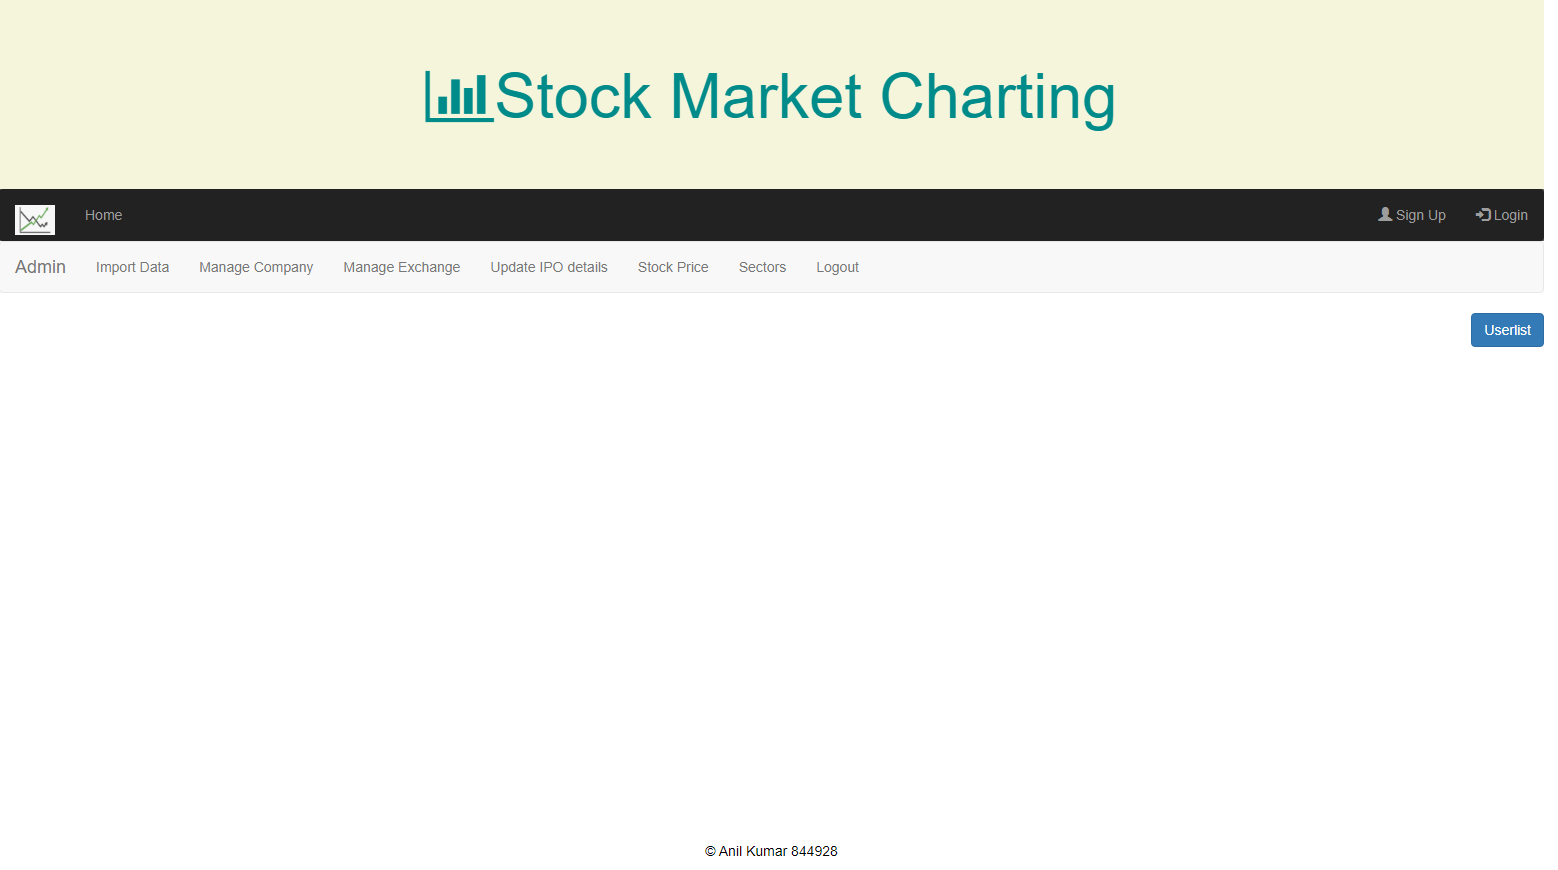 Stock Market Charting
Home Sign Up Login
Admin Import Data Manage Company Manage Exchange Update IPO details Stock Price Sectors Logout
Userlist
© Anil Kumar 844928